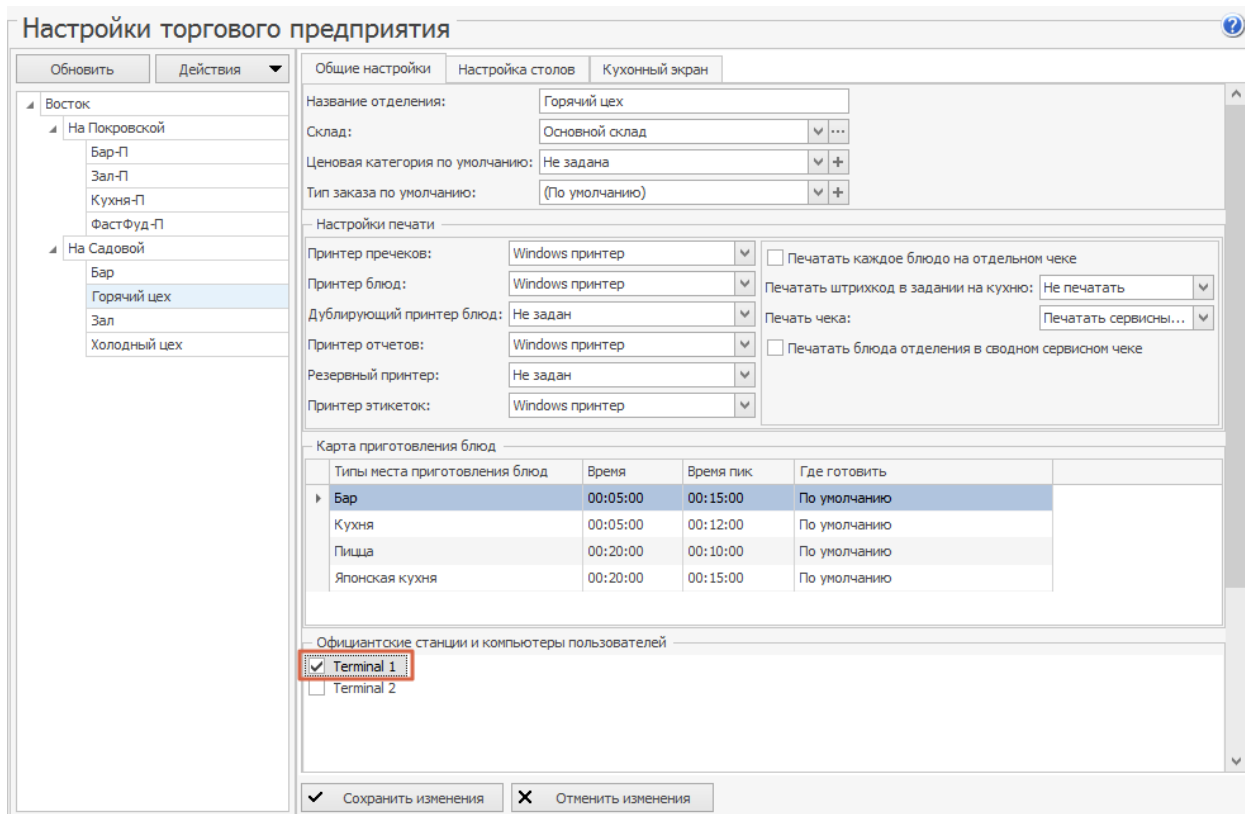 Настройки торгового предприятия
Обновить Действия
Восток
На Покровской
Бар-П
Зал-П
Кухня-П
ФастФуд-П
На Садовой
Бар
Горячий цех
Зал
Холодный цех
Общие настройки Настройка столов Кухонный экран
Название отделения: Горячий цех
Склад: Основной склад
Ценовая категория по умолчанию: Не задана
Тип заказа по умолчанию: (По умолчанию)
Настройки печати
Принтер пречеков: Windows принтер
Принтер блюд: Windows принтер
Дублирующий принтер блюд: Не задан
Принтер отчетов: Windows принтер
Резервный принтер: Не задан
Принтер этикеток: Windows принтер
Печатать каждое блюдо на отдельном чеке
Печатать штрихкод в задании на кухню: Не печатать
Печать чека: Печатать сервисны...
Печатать блюда отделения в сводном сервисном чеке
Карта приготовления блюд
Типы места приготовления блюд Время Время пик Где готовить
Бар 00:05:00 00:15:00 По умолчанию
Кухня 00:05:00 00:12:00 По умолчанию
Пицца 00:20:00 00:10:00 По умолчанию
Японская кухня 00:20:00 00:15:00 По умолчанию
Официантские станции и компьютеры пользователей
Terminal 1
Terminal 2
Сохранить изменения Отменить изменения